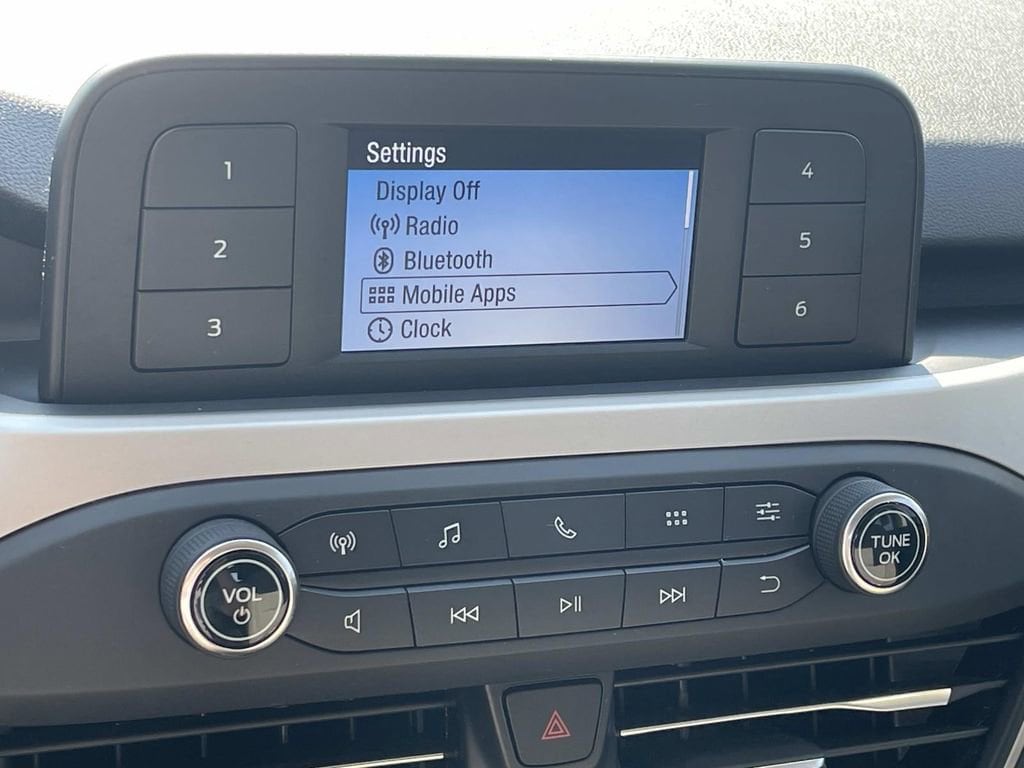 Settings
Display Off
Radio
Bluetooth
Mobile Apps
Clock
1
2
3
4
5
6
VOL
TUNE
OK